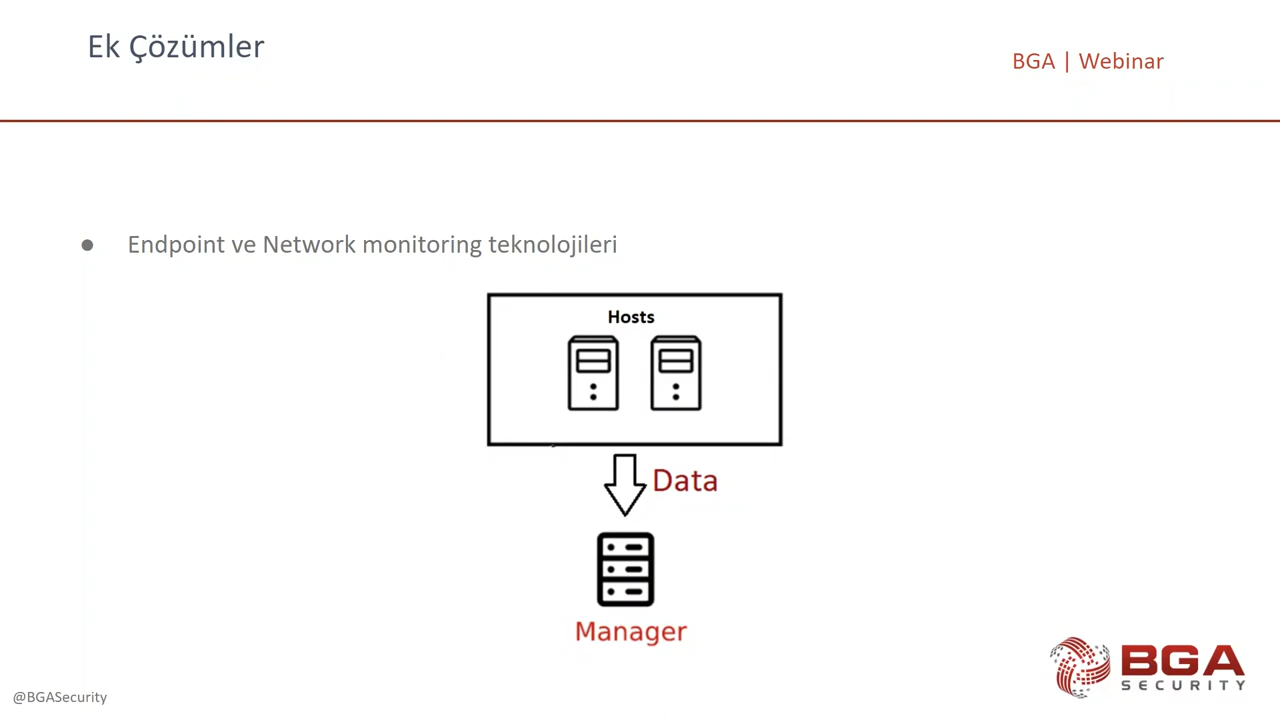 Ek Çözümler
BGA | Webinar
● Endpoint ve Network monitoring teknolojileri
Hosts
Data
Manager
BGA
SECURITY
@BGASecurity